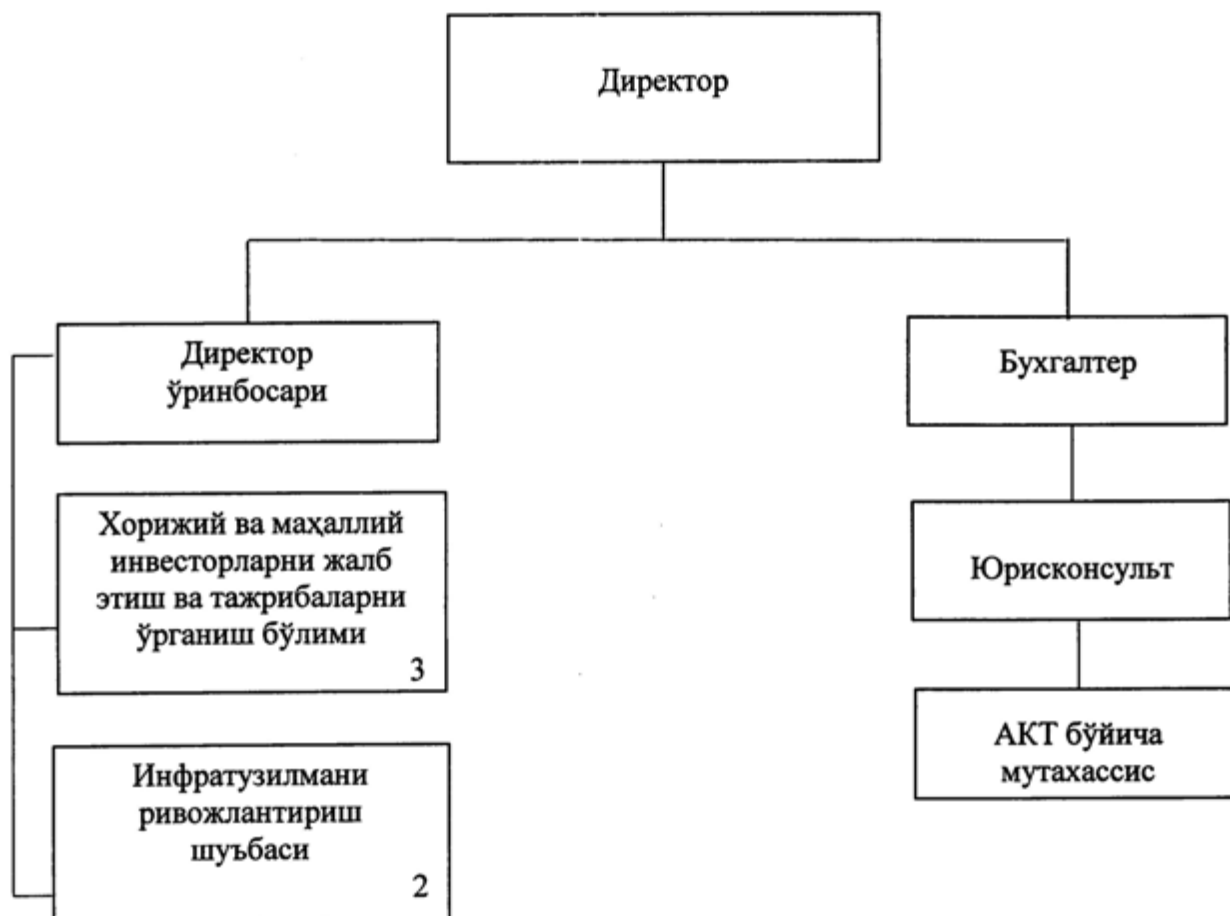 Директор
Директор
ўринбосари
Хорижий ва маҳаллий
инвесторларни жалб
этиш ва тажрибаларни
ўрганиш бўлими
3
Инфратузилмани
ривожлантириш
шуъбаси
2
Бухгалтер
Юрисконсульт
АКТ бўйича
мутахассис